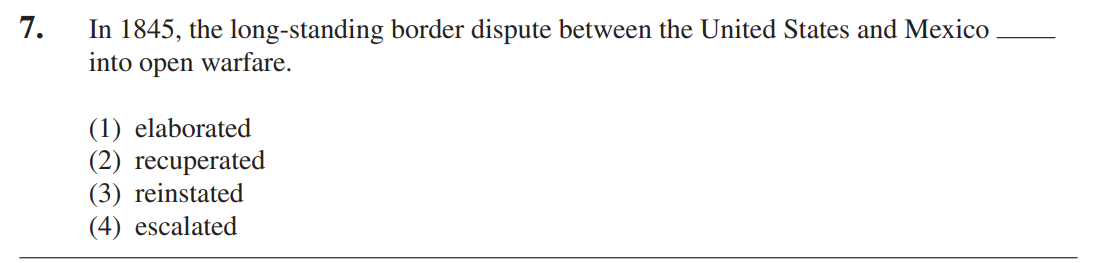 7. In 1845, the long-standing border dispute between the United States and Mexico _____
into open warfare.
(1) elaborated
(2) recuperated
(3) reinstated
(4) escalated